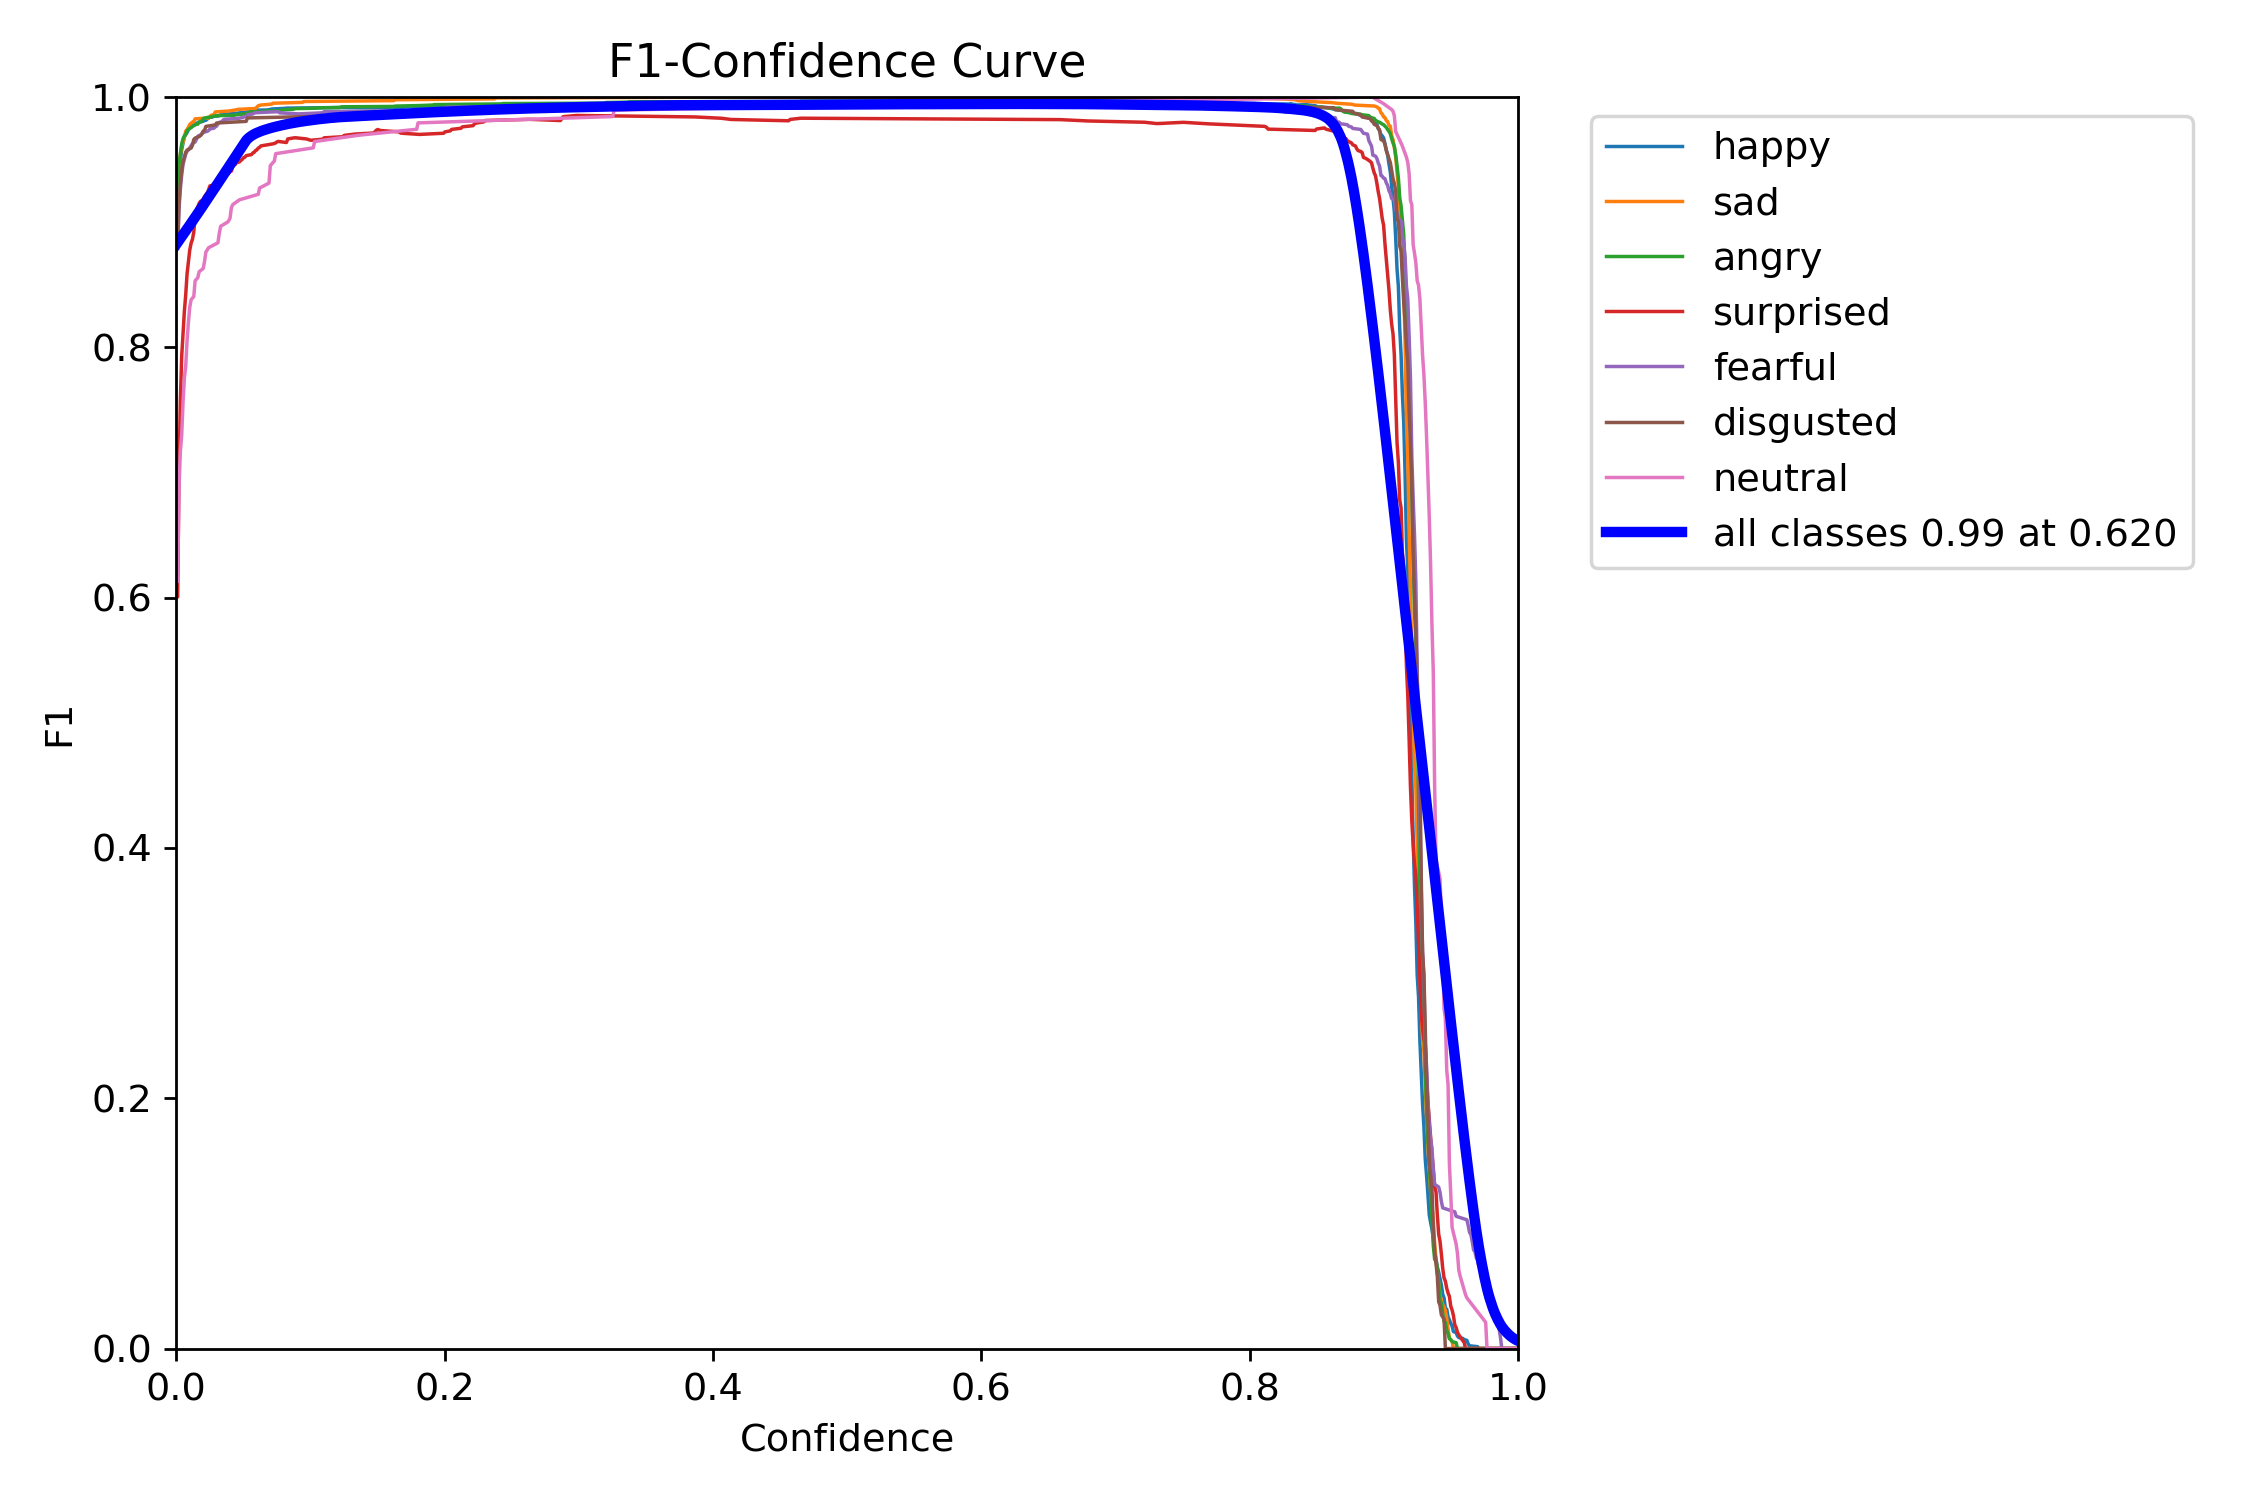 F1-Confidence Curve
1.0
0.8
0.6
0.4
0.2
0.0
F1
0.0 0.2 0.4 0.6 0.8 1.0
Confidence
happy
sad
angry
surprised
fearful
disgusted
neutral
all classes 0.99 at 0.620